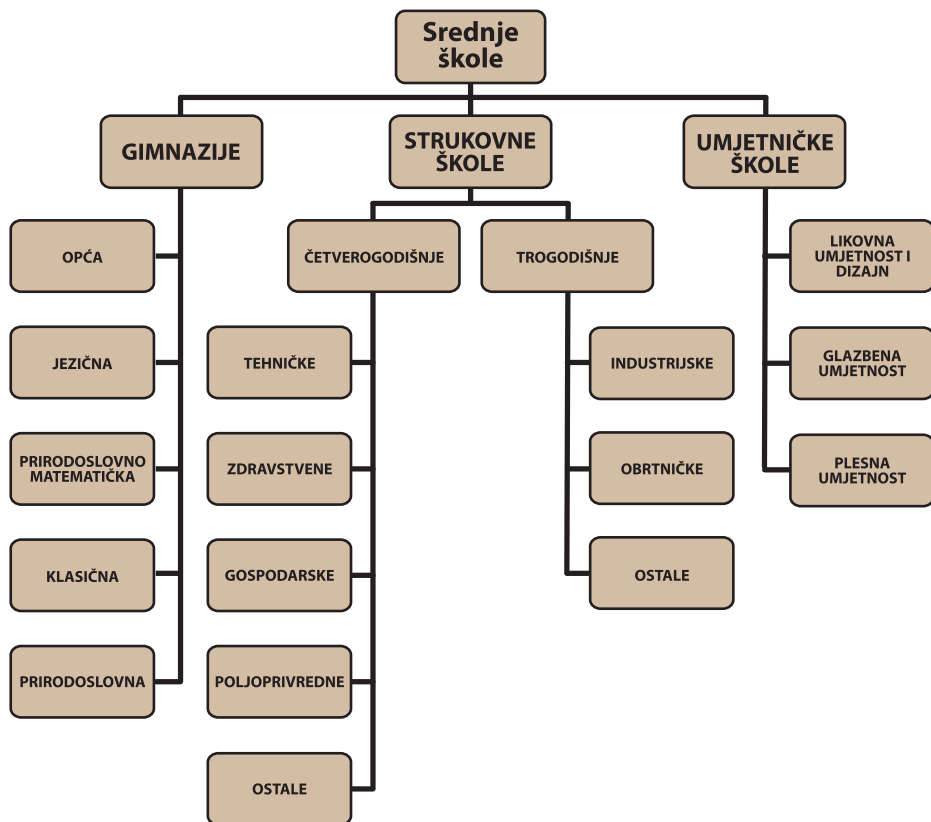 Srednje
škole
GIMNAZIJE
STRUKOVNE
ŠKOLE
UMJETNIČKE
ŠKOLE
OPĆA
JEZIČNA
PRIRODOSLOVNO
MATEMATIČKA
KLASIČNA
PRIRODOSLOVNA
ČETVEROGODIŠNJE
TEHNIČKE
ZDRAVSTVENE
GOSPODARSKE
POLJOPRIVREDNE
OSTALE
TROGODIŠNJE
INDUSTRIJSKE
OBRTNIČKE
OSTALE
LIKOVNA
UMJETNOST I
DIZAJN
GLAZBENA
UMJETNOST
PLESNA
UMJETNOST